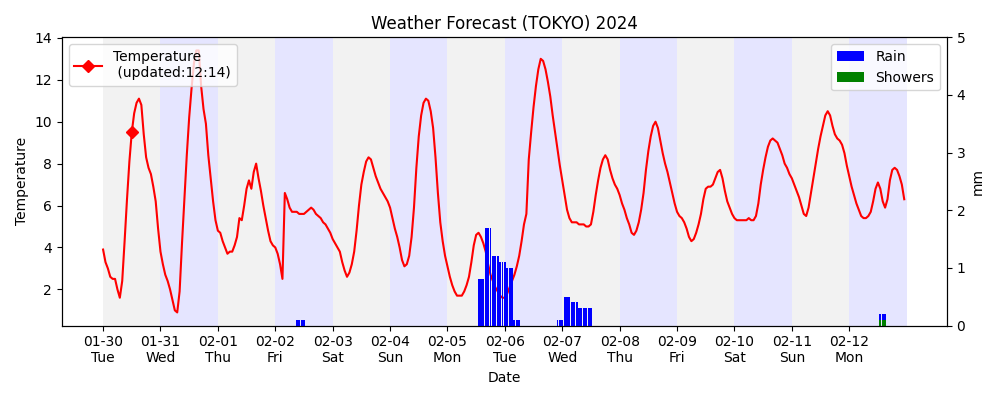 Weather Forecast (TOKYO) 2024
Temperature
(updated:12:14)
Rain
Showers
14
12
10
8
6
4
2
Temperature
5
4
3
2
1
0
mm
01-30 01-31 02-01 02-02 02-03 02-04 02-05 02-06 02-07 02-08 02-09 02-10 02-11 02-12
Tue Wed Thu Fri Sat Sun Mon Tue Wed Thu Fri Sat Sun Mon
Date